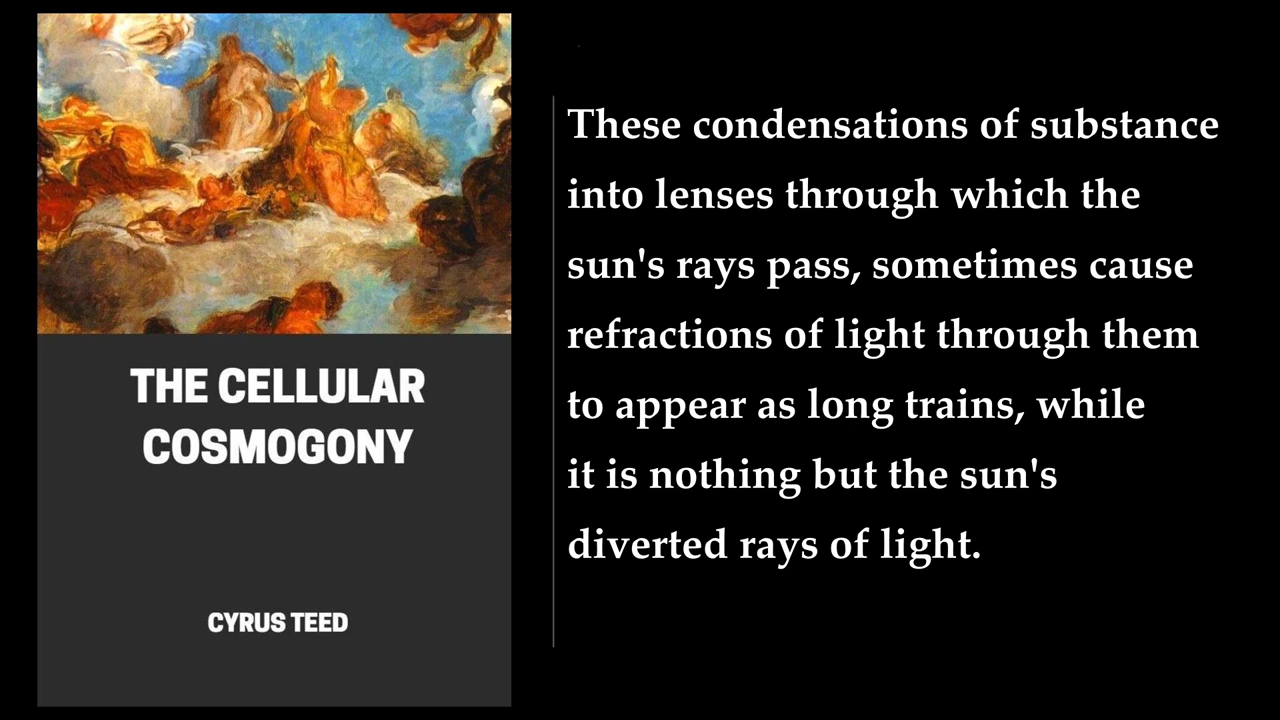 THE CELLULAR
COSMOGONY
CYRUS TEED
These condensations of substance
into lenses through which the
sun's rays pass, sometimes cause
refractions of light through them
to appear as long trains, while
it is nothing but the sun's
diverted rays of light.